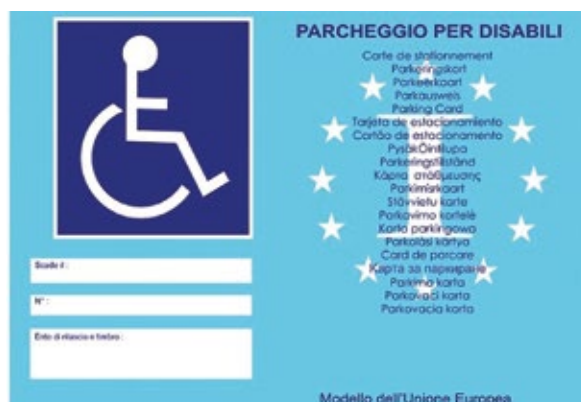 PARCHEGGIO PER DISABILI
Carte de stationnement
Parkeringskort
Parkeerkaart
Parkausweis
Parking Card
Tarjeta de estacionamiento
Cartão de estacionamento
PysäkÖintilupa
Parkeringstillstånd
Κάρτα στάθμευσης
Parkimiskaart
Stāvvietu karte
Parkavimo kortelė
Karta parkingowa
Parkolási kártya
Card de parcare
Карта за паркиране
Parkirna karta
Parkovací karta
Parkovacia karta
Scade il :
N° :
Ente di rilascio e timbro :
Modello dell'Unione Europea